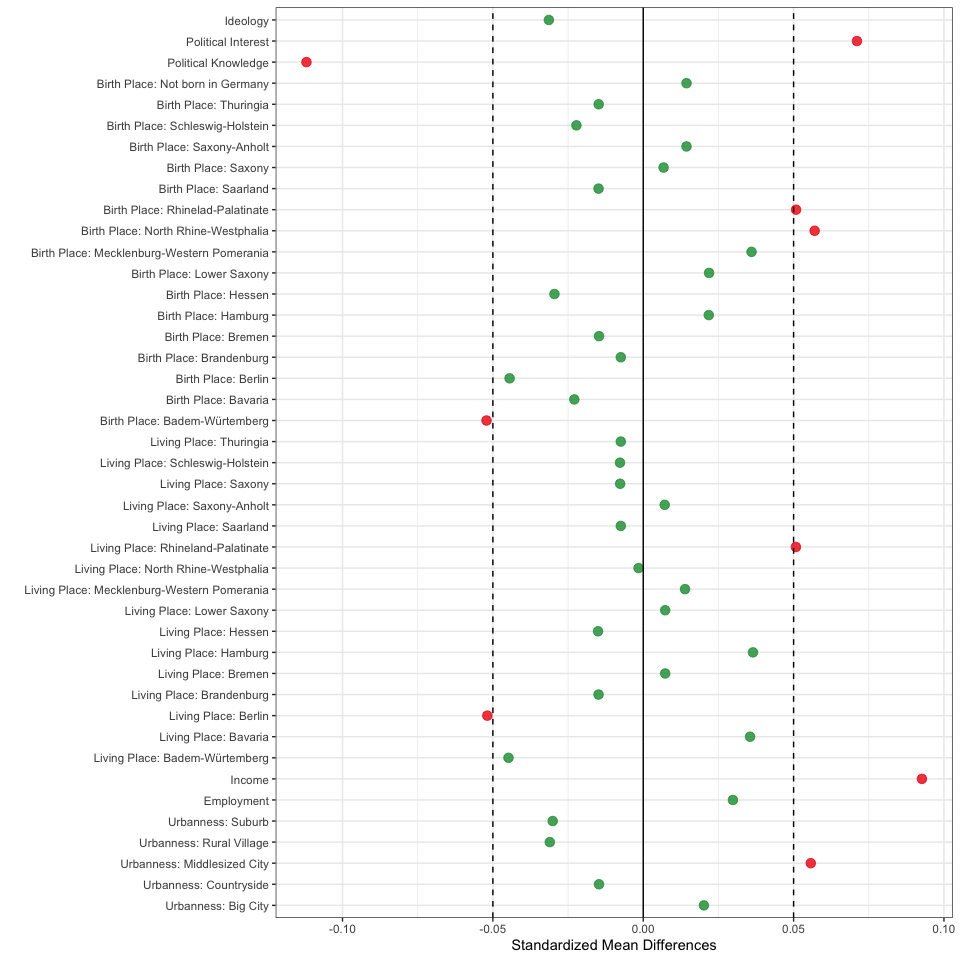 Ideology
Political Interest
Political Knowledge
Birth Place: Not born in Germany
Birth Place: Thuringia
Birth Place: Schleswig-Holstein
Birth Place: Saxony-Anholt
Birth Place: Saxony
Birth Place: Saarland
Birth Place: Rhinelad-Palatinate
Birth Place: North Rhine-Westphalia
Birth Place: Mecklenburg-Western Pomerania
Birth Place: Lower Saxony
Birth Place: Hessen
Birth Place: Hamburg
Birth Place: Bremen
Birth Place: Brandenburg
Birth Place: Berlin
Birth Place: Bavaria
Birth Place: Badem-Würtemberg
Living Place: Thuringia
Living Place: Schleswig-Holstein
Living Place: Saxony
Living Place: Saxony-Anholt
Living Place: Saarland
Living Place: Rhineland-Palatinate
Living Place: North Rhine-Westphalia
Living Place: Mecklenburg-Western Pomerania
Living Place: Lower Saxony
Living Place: Hessen
Living Place: Hamburg
Living Place: Bremen
Living Place: Brandenburg
Living Place: Berlin
Living Place: Bavaria
Living Place: Badem-Würtemberg
Income
Employment
Urbanness: Suburb
Urbanness: Rural Village
Urbanness: Middlesized City
Urbanness: Countryside
Urbanness: Big City
-0.10 -0.05 0.00 0.05 0.10
Standardized Mean Differences